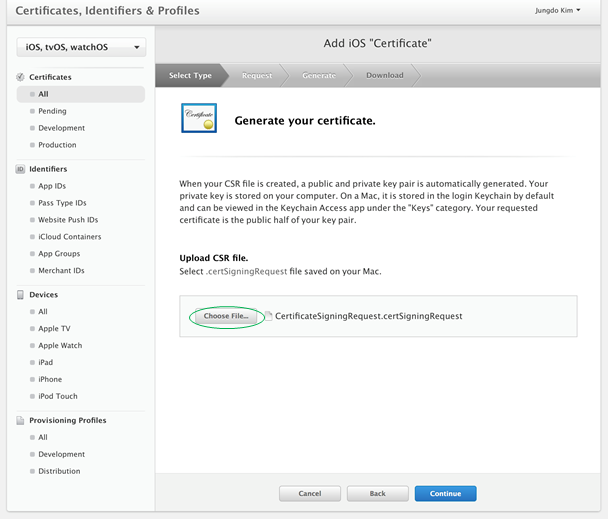 Certificates, Identifiers & Profiles
Jungdo Kim
iOS, tvOS, watchOS
Certificates
All
Pending
Development
Production
Identifiers
App IDs
Pass Type IDs
Website Push IDs
iCloud Containers
App Groups
Merchant IDs
Devices
All
Apple TV
Apple Watch
iPad
iPhone
iPod Touch
Provisioning Profiles
All
Development
Distribution
Add iOS "Certificate"
Select Type
Request
Generate
Download
Certificate
Generate your certificate.
When your CSR file is created, a public and private key pair is automatically generated. Your
private key is stored on your computer. On a Mac, it is stored in the login Keychain by default
and can be viewed in the Keychain Access app under the "Keys" category. Your requested
certificate is the public half of your key pair.
Upload CSR file.
Select .certSigningRequest file saved on your Mac.
Choose File...
CertificateSigningRequest.certSigningRequest
Cancel
Back
Continue
ID